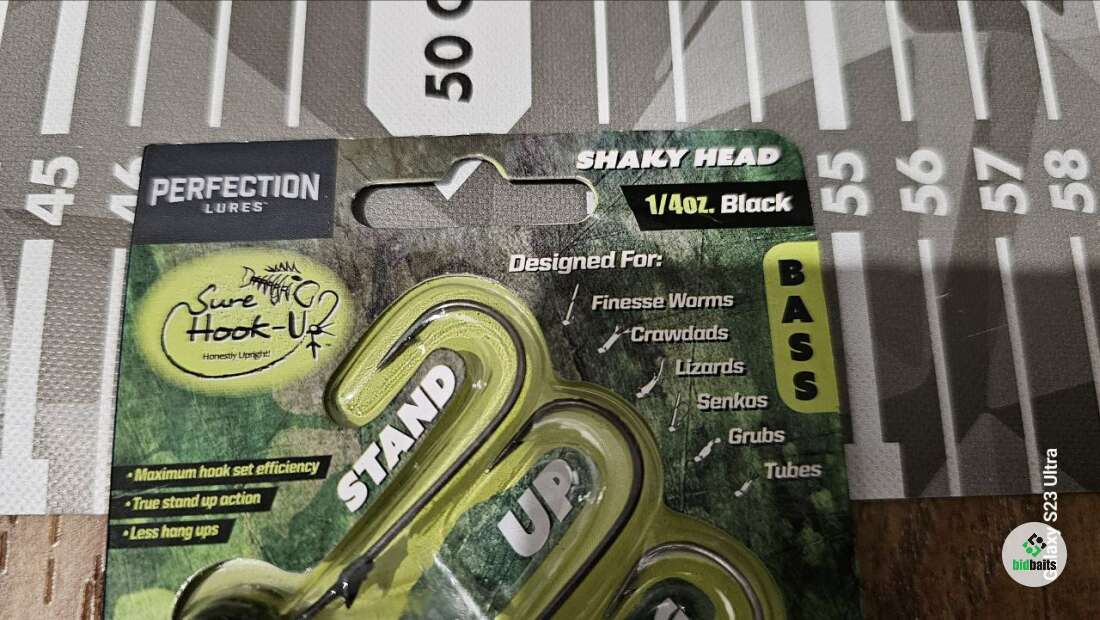 50 c
45
46
55
56
57
58
PERFECTION
LURES
SHAKY HEAD
1/4oz. Black
Designed For:
Finesse Worms
Crawdads
Lizards
Senkos
Grubs
Tubes
BASS
Sure
Hook-Up
Honestly Upright!
STAND
UP
• Maximum hook set efficiency
• True stand up action
• Less hang ups
Galaxy S23 Ultra
bidbaits